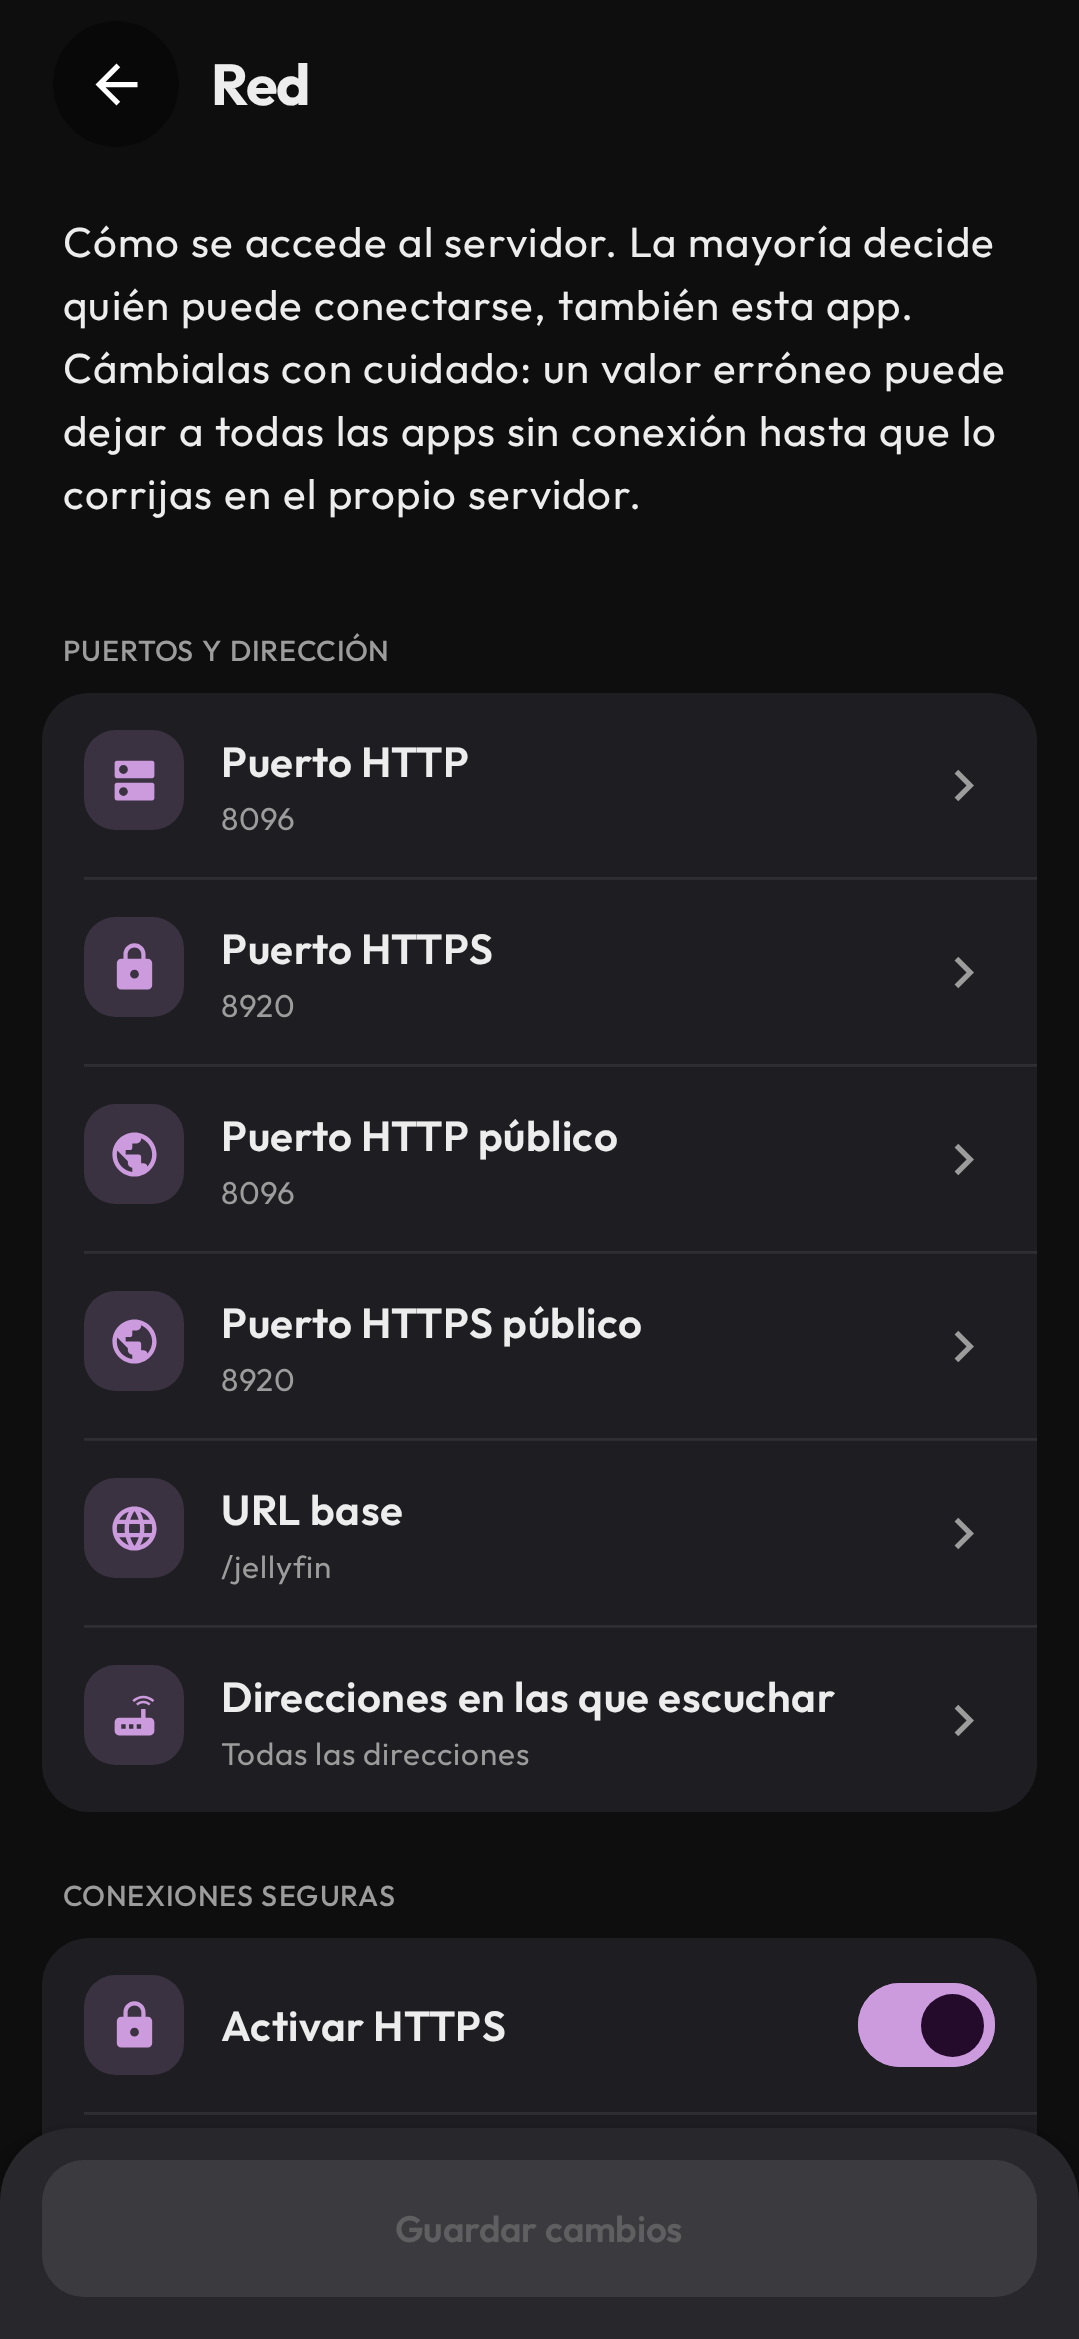 Red
Cómo se accede al servidor. La mayoría decide
quién puede conectarse, también esta app.
Cámbialas con cuidado: un valor erróneo puede
dejar a todas las apps sin conexión hasta que lo
corrijas en el propio servidor.
PUERTOS Y DIRECCIÓN
Puerto HTTP
8096
Puerto HTTPS
8920
Puerto HTTP público
8096
Puerto HTTPS público
8920
URL base
/jellyfin
Direcciones en las que escuchar
Todas las direcciones
CONEXIONES SEGURAS
Activar HTTPS
Guardar cambios